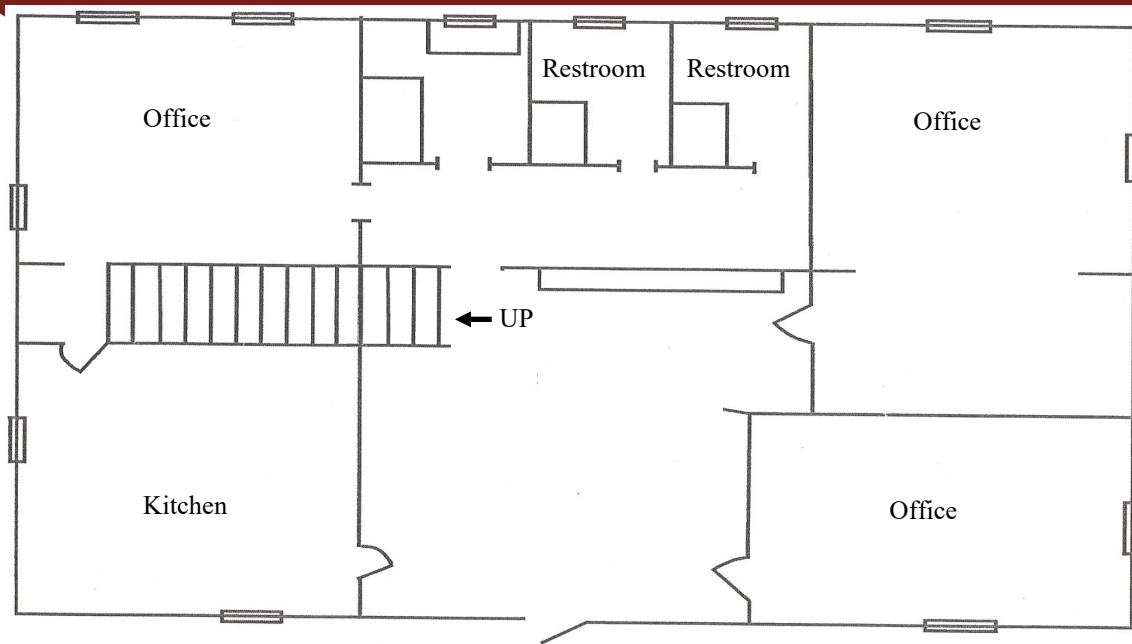 Restroom
Restroom
Office
Office
UP
Kitchen
Office